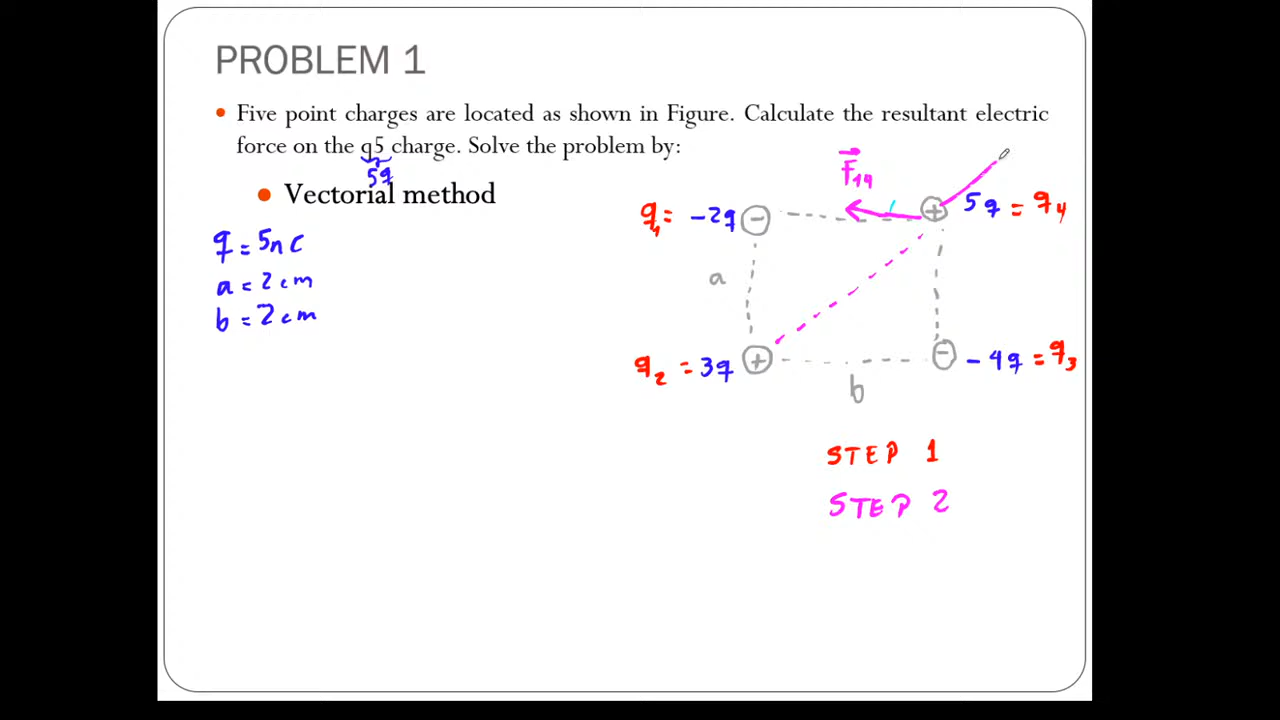 PROBLEM 1
• Five point charges are located as shown in Figure. Calculate the resultant electric
force on the q5 charge. Solve the problem by:
5q
• Vectorial method
q = 5nC
a = 2cm
b = 2cm
F14
q1 = -2q
5q = q4
a
q2 = 3q
-4q = q3
b
STEP 1
STEP 2